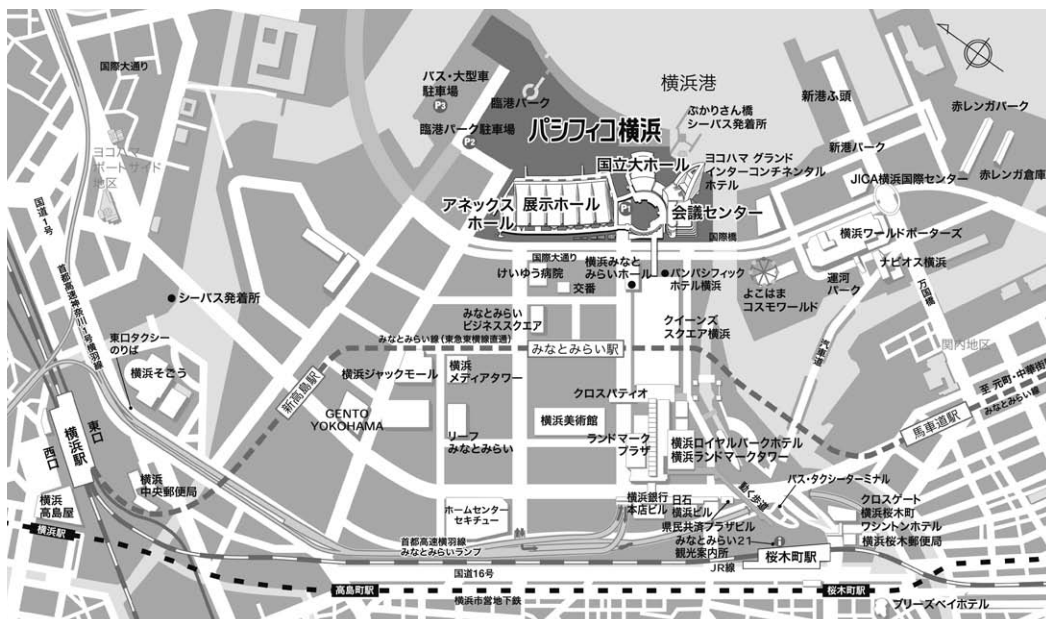 国際大通り
バス・大型車
駐車場
P3
臨港パーク
臨港パーク駐車場
P2
横浜港
ぷかりさん橋
シーバス発着所
新港ふ頭
赤レンガパーク
新港パーク
赤レンガ倉庫
JICA横浜国際センター
パシフィコ横浜
国立大ホール
ヨコハマ グランド
インターコンチネンタル
ホテル
ヨコハマ
ポートサイド
地区
アネックス
ホール
展示ホール
P1
会議センター
国際橋
横浜ワールドポーターズ
ナビオス横浜
国道1号
首都高速神奈川1号横羽線
国際大通り
けいゆう病院
交番
横浜みなと
みらいホール
パンパシフィック
ホテル横浜
よこはま
コスモワールド
運河
パーク
万国橋
シーバス発着所
みなとみらい
ビジネススクエア
クイーンズ
スクエア横浜
汽車道
関内地区
東口タクシー
のりば
横浜そごう
みなとみらい線(東急東横線直通)
みなとみらい駅
新高島駅
横浜ジャックモール
横浜
メディアタワー
クロスパティオ
至 元町・中華街駅
みなとみらい線
馬車道駅
GENTO
YOKOHAMA
リーフ
みなとみらい
横浜美術館
ランドマーク
プラザ
横浜ロイヤルパークホテル
横浜ランドマークタワー
横浜駅
東口
西口
横浜
高島屋
横浜
中央郵便局
バス・タクシーターミナル
動く歩道
ホームセンター
セキチュー
横浜銀行
本店ビル
日石
横浜ビル
県民共済プラザビル
みなとみらい21
観光案内所
クロスゲート
横浜桜木町
ワシントンホテル
横浜桜木郵便局
首都高速横羽線
みなとみらいランプ
横浜駅
桜木町駅
JR線
国道16号
高島町駅
横浜市営地下鉄
桜木町駅
ブリーズベイホテル